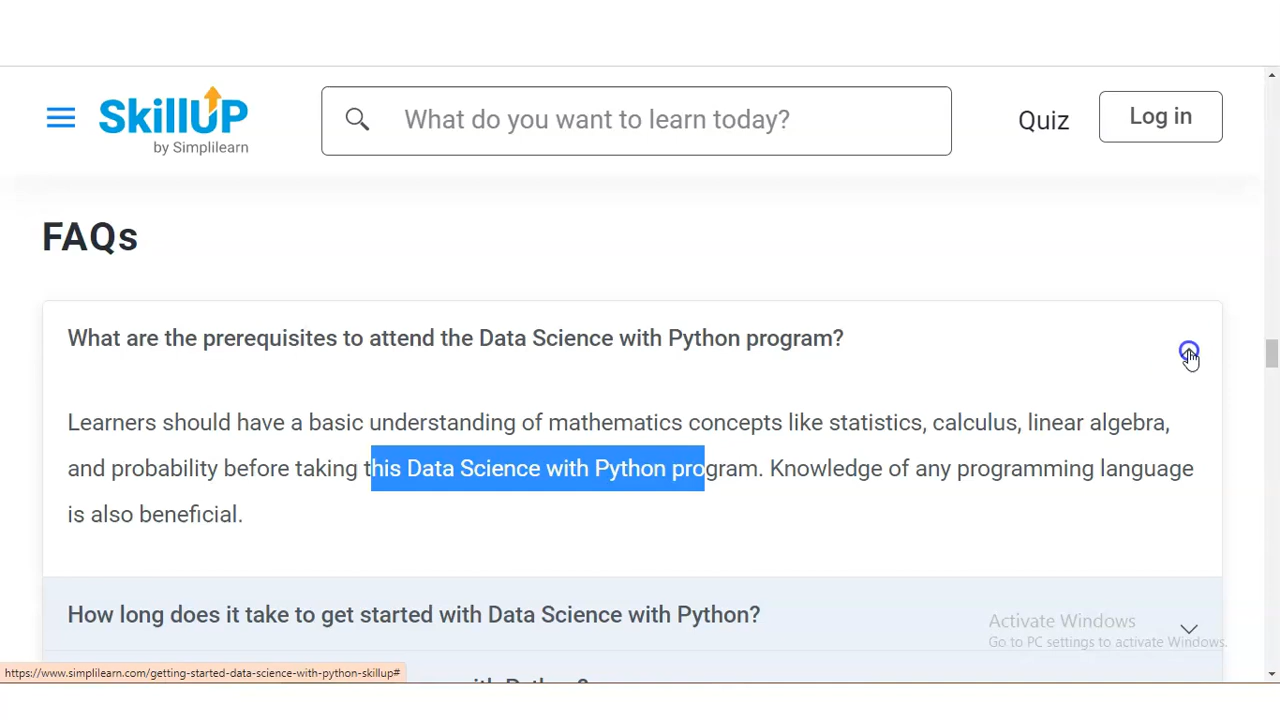 SkillUP
by Simplilearn
What do you want to learn today?
Quiz
Log in
FAQs
What are the prerequisites to attend the Data Science with Python program?
Learners should have a basic understanding of mathematics concepts like statistics, calculus, linear algebra,
and probability before taking this Data Science with Python program. Knowledge of any programming language
is also beneficial.
How long does it take to get started with Data Science with Python?
Activate Windows
Go to PC settings to activate Windows.
https://www.simplilearn.com/getting-started-data-science-with-python-skillup#
with Python?